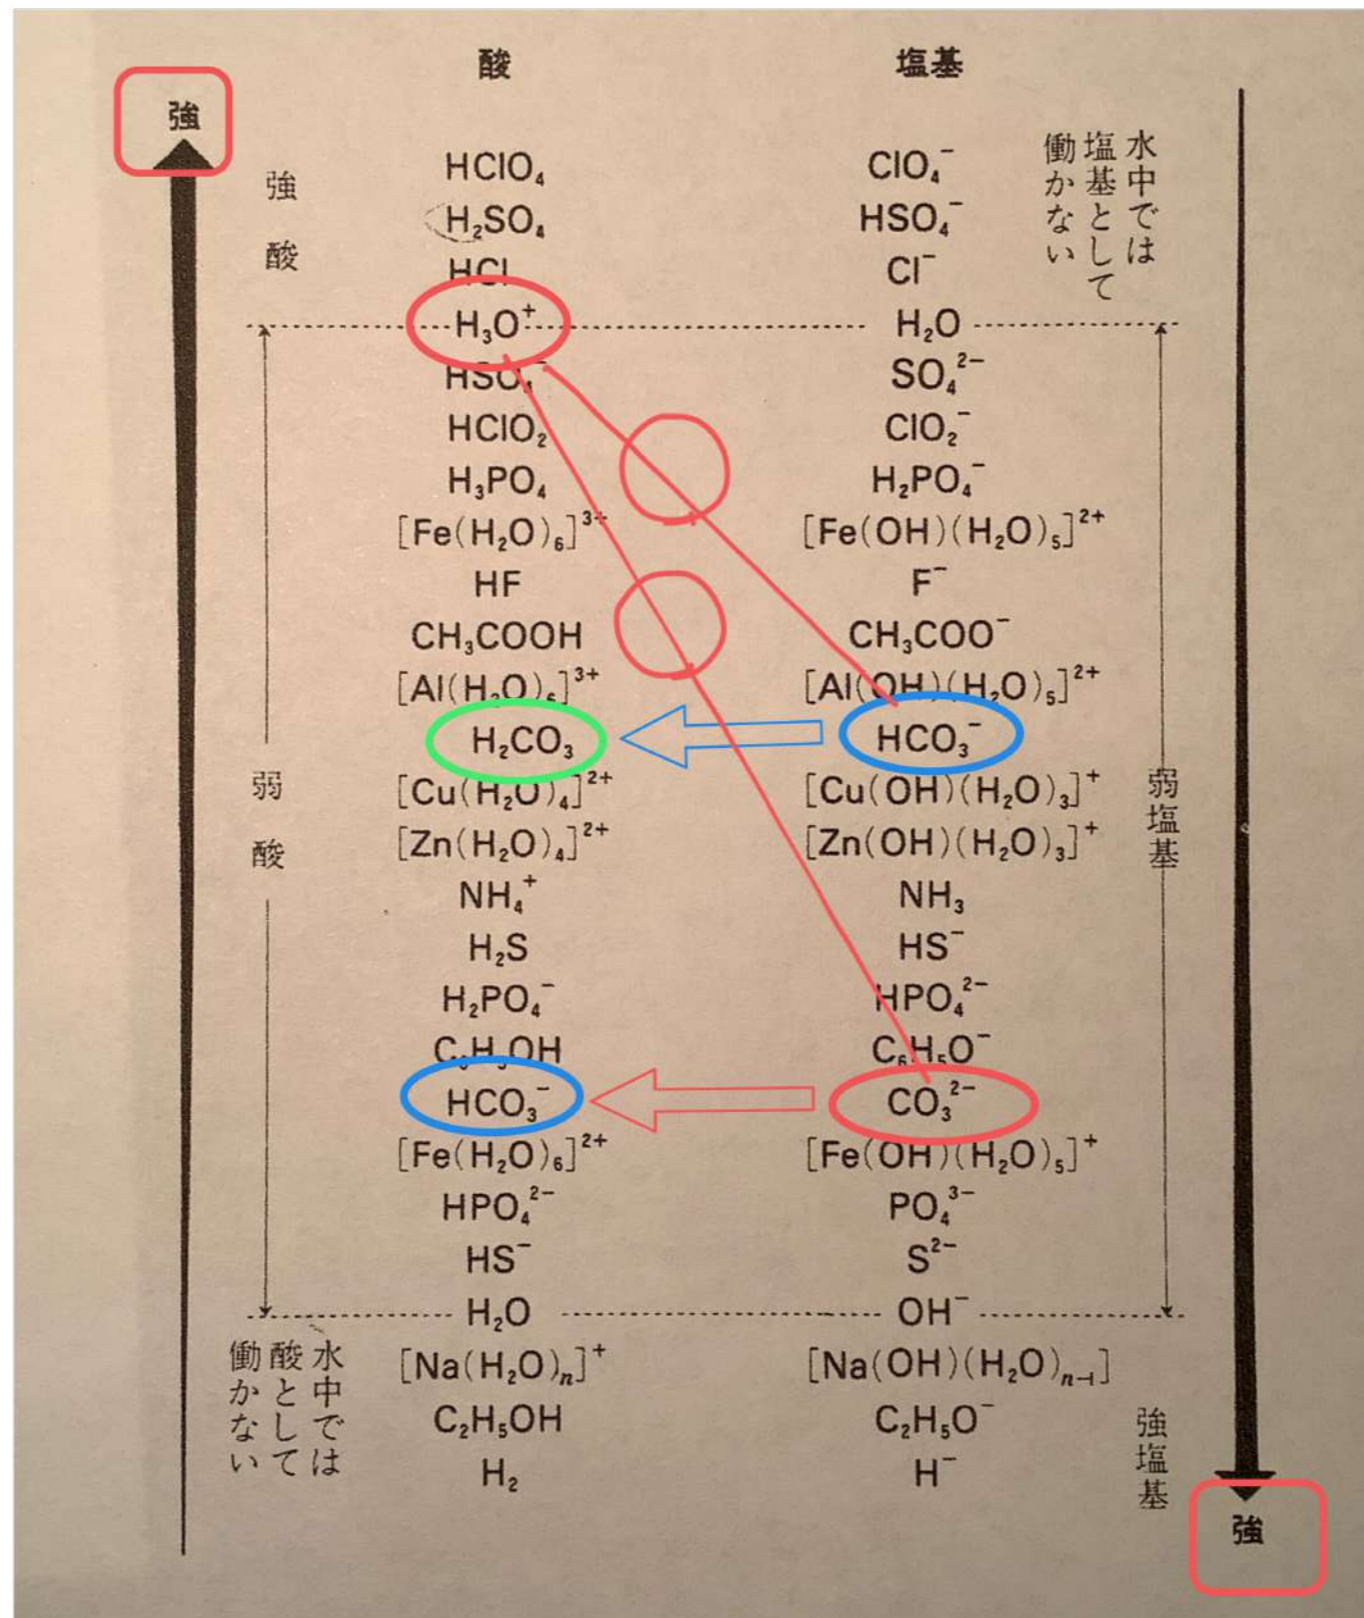 酸 塩基
強
強酸
水中では塩基として働かない
HClO₄ ClO₄⁻
H₂SO₄ HSO₄⁻
HCl Cl⁻
H₃O⁺ H₂O
HSO₄⁻ SO₄²⁻
HClO₂ ClO₂⁻
H₃PO₄ H₂PO₄⁻
[Fe(H₂O)₆]³⁺ [Fe(OH)(H₂O)₅]²⁺
HF F⁻
CH₃COOH CH₃COO⁻
[Al(H₂O)₆]³⁺ [Al(OH)(H₂O)₅]²⁺
H₂CO₃ HCO₃⁻
弱酸
弱塩基
[Cu(H₂O)₄]²⁺ [Cu(OH)(H₂O)₃]⁺
[Zn(H₂O)₄]²⁺ [Zn(OH)(H₂O)₃]⁺
NH₄⁺ NH₃
H₂S HS⁻
H₂PO₄⁻ HPO₄²⁻
C₆H₅OH C₆H₅O⁻
HCO₃⁻ CO₃²⁻
[Fe(H₂O)₆]²⁺ [Fe(OH)(H₂O)₅]⁺
HPO₄²⁻ PO₄³⁻
HS⁻ S²⁻
H₂O OH⁻
水中では酸として働かない
[Na(H₂O)ₙ]⁺ [Na(OH)(H₂O)ₙ₋₁]
C₂H₅OH C₂H₅O⁻
H₂ H⁻
強塩基
強